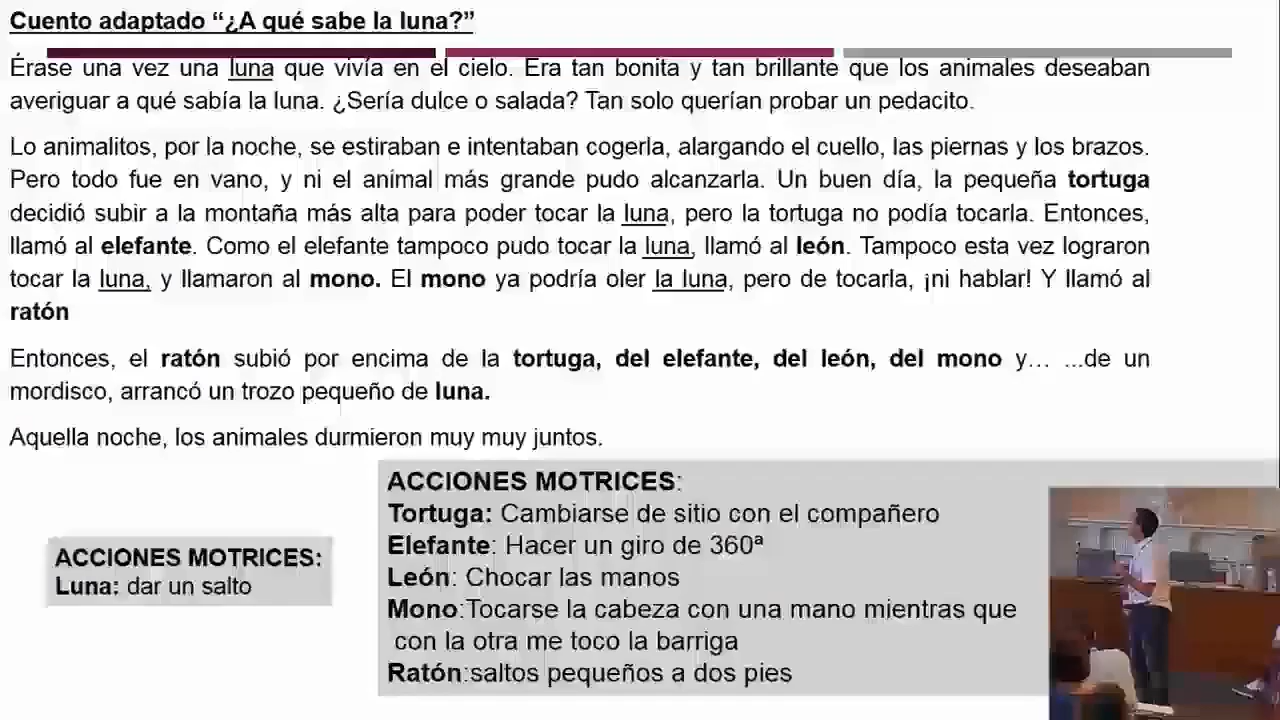 Cuento adaptado “¿A qué sabe la luna?”
Érase una vez una luna que vivía en el cielo. Era tan bonita y tan brillante que los animales deseaban
averiguar a qué sabía la luna. ¿Sería dulce o salada? Tan solo querían probar un pedacito.
Lo animalitos, por la noche, se estiraban e intentaban cogerla, alargando el cuello, las piernas y los brazos.
Pero todo fue en vano, y ni el animal más grande pudo alcanzarla. Un buen día, la pequeña tortuga
decidió subir a la montaña más alta para poder tocar la luna, pero la tortuga no podía tocarla. Entonces,
llamó al elefante. Como el elefante tampoco pudo tocar la luna, llamó al león. Tampoco esta vez lograron
tocar la luna, y llamaron al mono. El mono ya podría oler la luna, pero de tocarla, ¡ni hablar! Y llamó al
ratón
Entonces, el ratón subió por encima de la tortuga, del elefante, del león, del mono y… ...de un
mordisco, arrancó un trozo pequeño de luna.
Aquella noche, los animales durmieron muy muy juntos.
ACCIONES MOTRICES:
Luna: dar un salto
ACCIONES MOTRICES:
Tortuga: Cambiarse de sitio con el compañero
Elefante: Hacer un giro de 360ª
León: Chocar las manos
Mono:Tocarse la cabeza con una mano mientras que
con la otra me toco la barriga
Ratón:saltos pequeños a dos pies